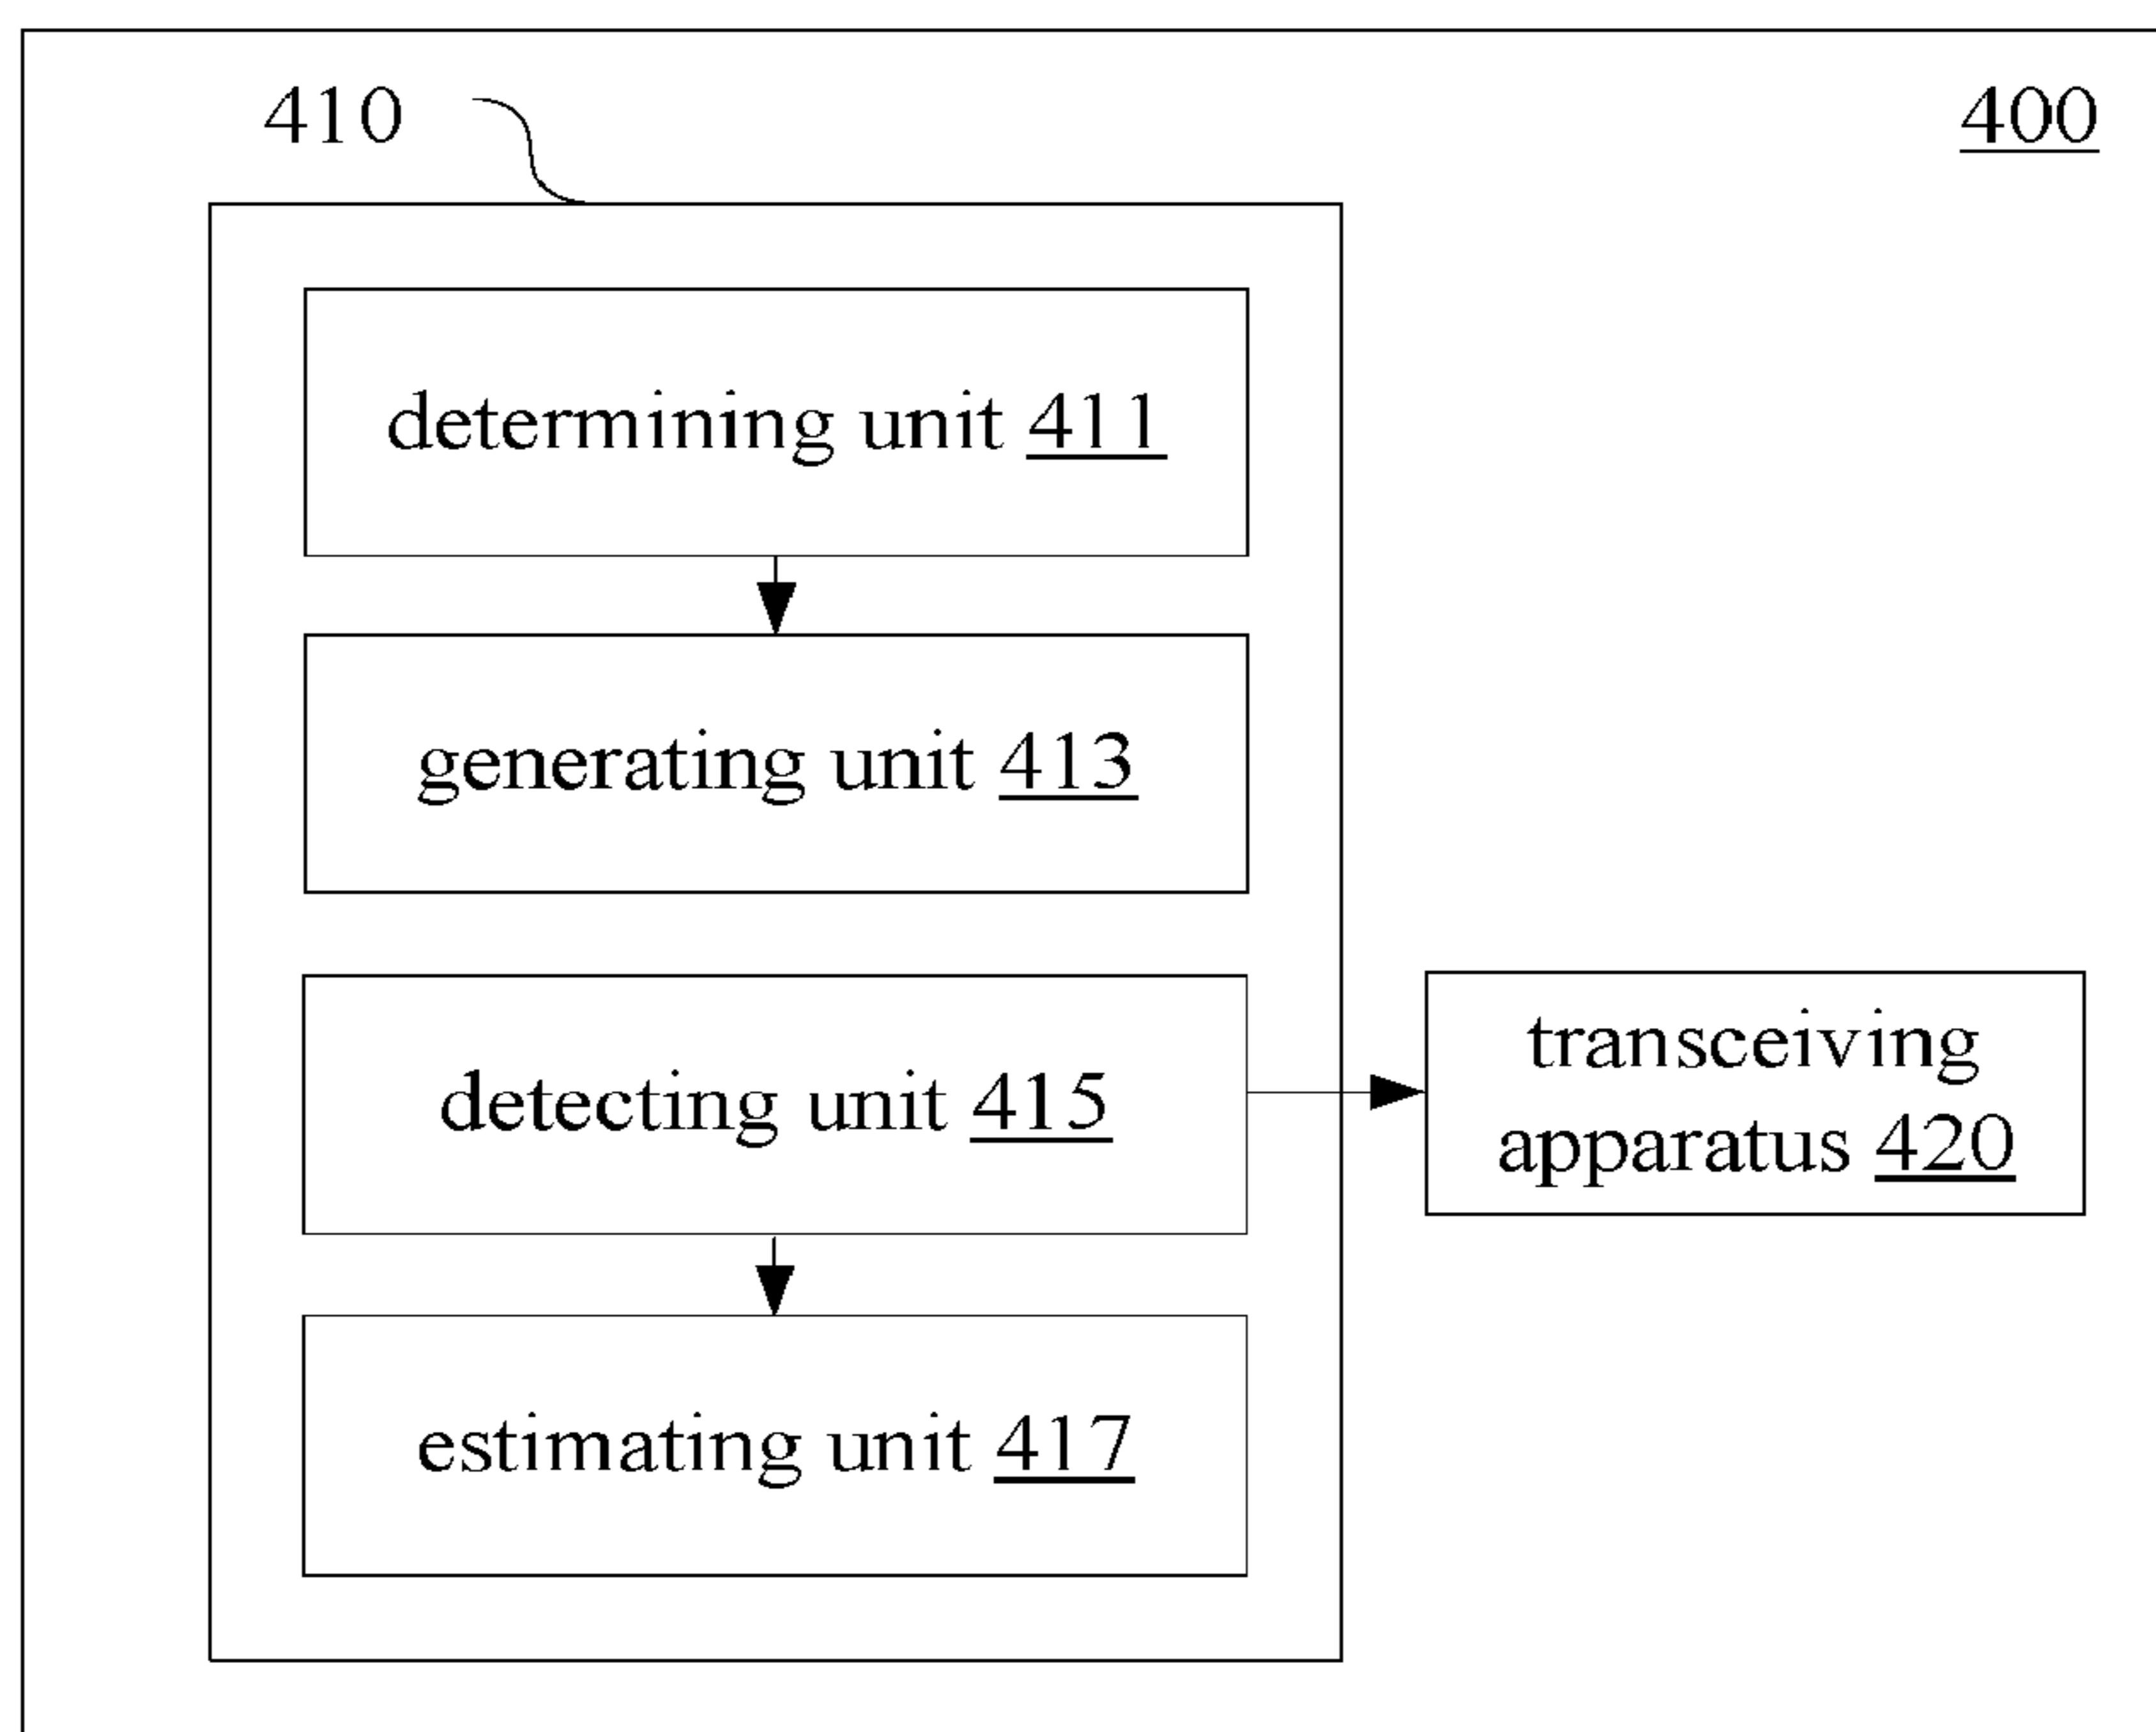 410
400
determining unit 411
generating unit 413
detecting unit 415
transceiving
apparatus 420
estimating unit 417